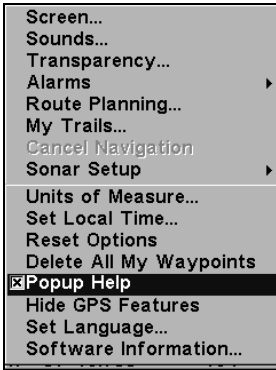 Screen...
Sounds...
Transparency...
Alarms
Route Planning...
My Trails...
Cancel Navigation
Sonar Setup
Units of Measure...
Set Local Time...
Reset Options
Delete All My Waypoints
Popup Help
Hide GPS Features
Set Language...
Software Information...